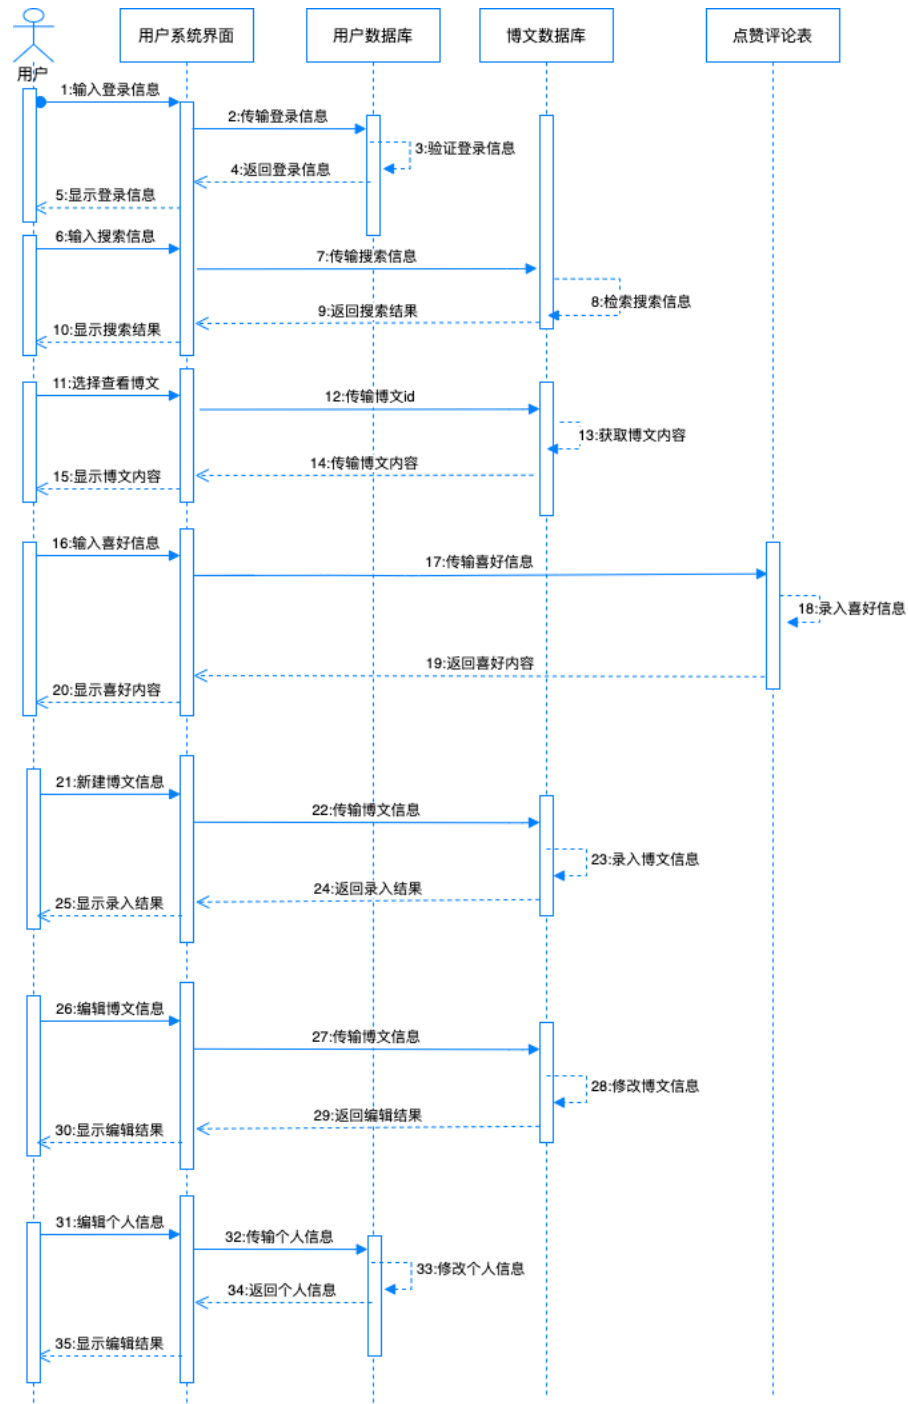 用户系统界面
用户数据库
博文数据库
点赞评论表
用户
1:输入登录信息
2:传输登录信息
3:验证登录信息
4:返回登录信息
5:显示登录信息
6:输入搜索信息
7:传输搜索信息
8:检索搜索信息
9:返回搜索结果
10:显示搜索结果
11:选择查看博文
12:传输博文id
13:获取博文内容
14:传输博文内容
15:显示博文内容
16:输入喜好信息
17:传输喜好信息
18:录入喜好信息
19:返回喜好内容
20:显示喜好内容
21:新建博文信息
22:传输博文信息
23:录入博文信息
24:返回录入结果
25:显示录入结果
26:编辑博文信息
27:传输博文信息
28:修改博文信息
29:返回编辑结果
30:显示编辑结果
31:编辑个人信息
32:传输个人信息
33:修改个人信息
34:返回个人信息
35:显示编辑结果